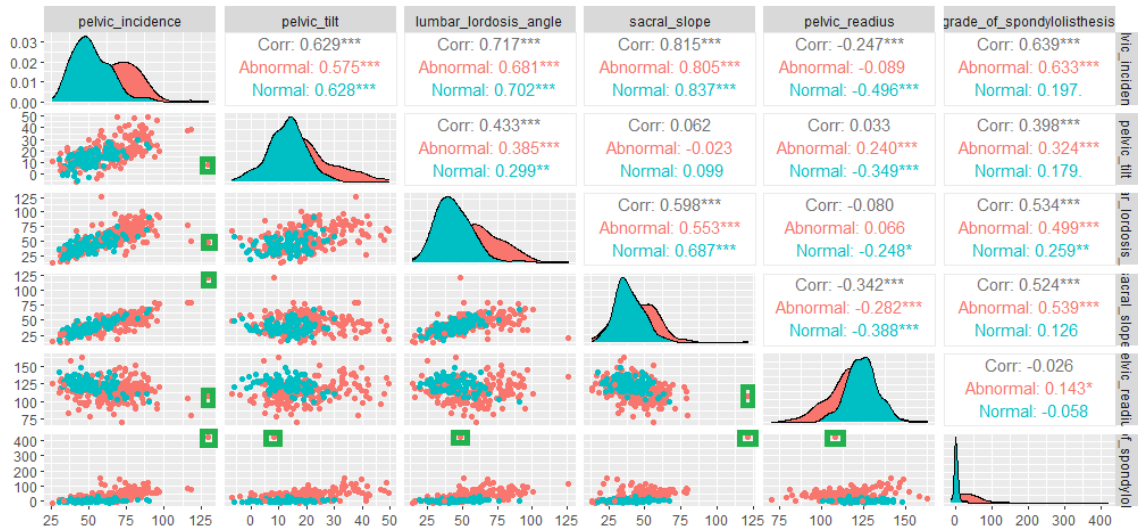 pelvic_incidence pelvic_tilt lumbar_lordosis_angle sacral_slope pelvic_readius grade_of_spondylolisthesis
0.03
0.02
0.01
0.00
Corr: 0.629*** Corr: 0.717*** Corr: 0.815*** Corr: -0.247*** Corr: 0.639***
Abnormal: 0.575*** Abnormal: 0.681*** Abnormal: 0.805*** Abnormal: -0.089 Abnormal: 0.633***
Normal: 0.628*** Normal: 0.702*** Normal: 0.837*** Normal: -0.496*** Normal: 0.197.
lvic_inciden
50
40
30
20
10
0
Corr: 0.433*** Corr: 0.062 Corr: 0.033 Corr: 0.398***
Abnormal: 0.385*** Abnormal: -0.023 Abnormal: 0.240*** Abnormal: 0.324***
Normal: 0.299** Normal: 0.099 Normal: -0.349*** Normal: 0.179.
pelvic_tilt
125
100
75
50
25
Corr: 0.598*** Corr: -0.080 Corr: 0.534***
Abnormal: 0.553*** Abnormal: 0.066 Abnormal: 0.499***
Normal: 0.687*** Normal: -0.248* Normal: 0.259**
ar_lordosis
125
100
75
50
25
Corr: -0.342*** Corr: 0.524***
Abnormal: -0.282*** Abnormal: 0.539***
Normal: -0.388*** Normal: 0.126
sacral_slope
150
125
100
75
Corr: -0.026
Abnormal: 0.143*
Normal: -0.058
elvic_readiu
400
300
200
100
0
of_spondylol
25 50 75 100 125 0 10 20 30 40 50 25 50 75 100 125 25 50 75 100 125 75 100 125 150 0 100 200 300 400